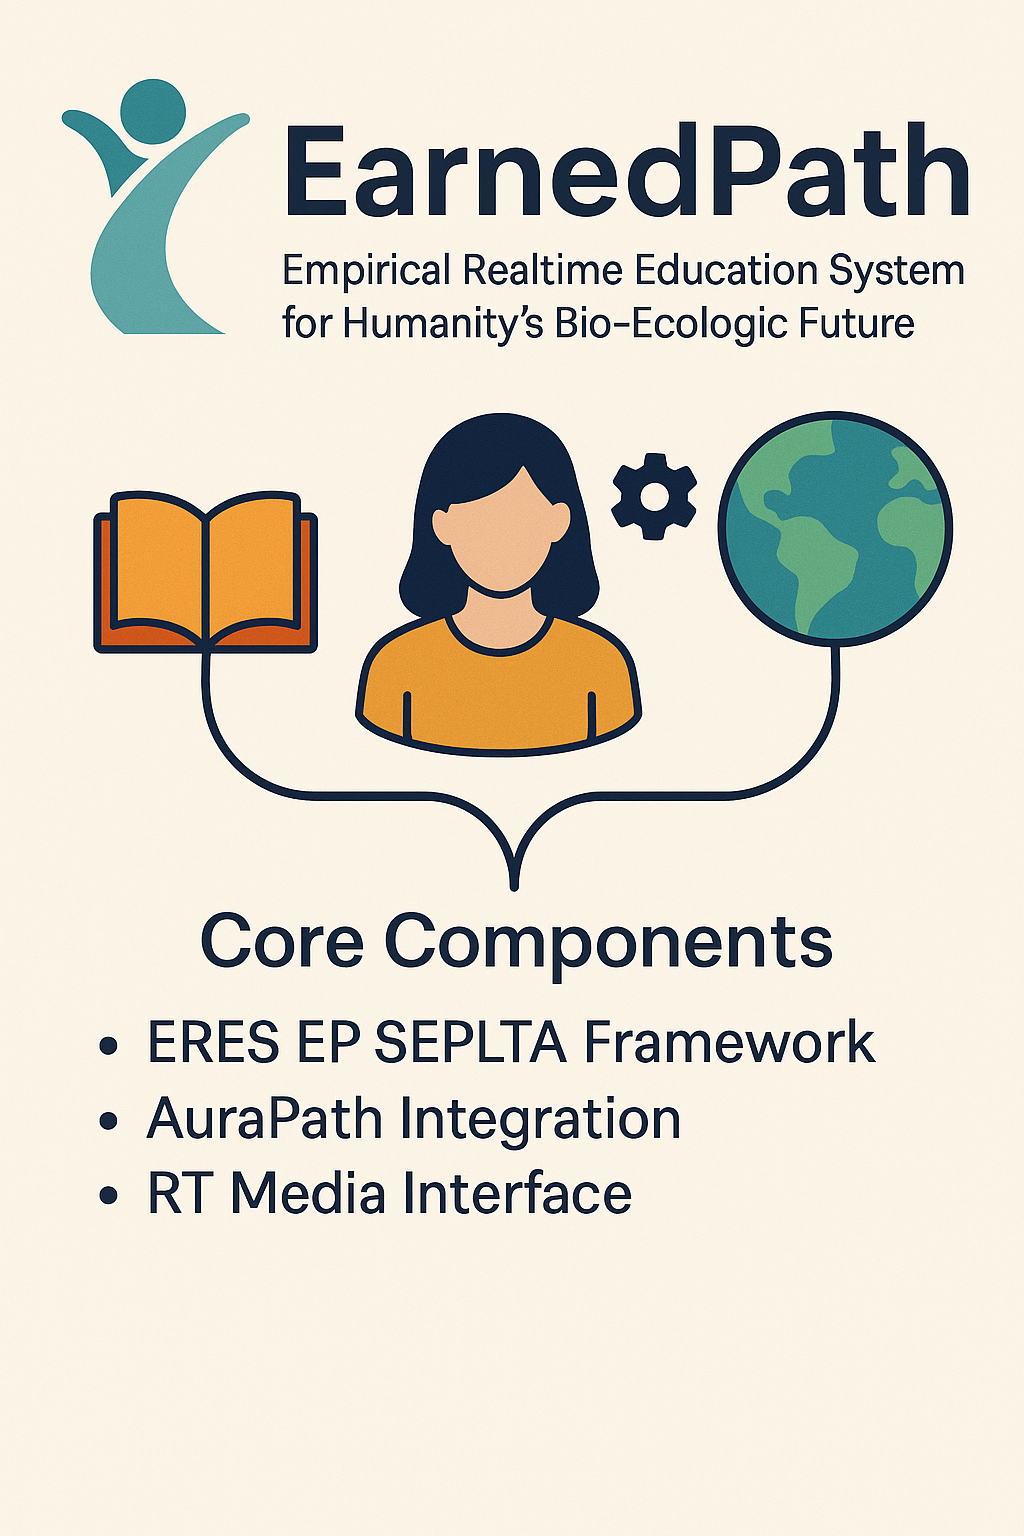 EarnedPath
Empirical Realtime Education System
for Humanity’s Bio-Ecologic Future
Core Components
• ERES EP SEPLTA Framework
• AuraPath Integration
• RT Media Interface